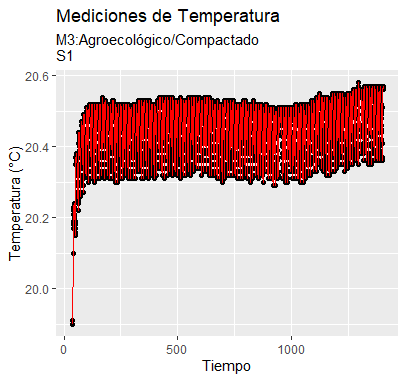 Mediciones de Temperatura
M3:Agroecológico/Compactado
S1
Temperatura (°C)
20.6
20.4
20.2
20.0
0
500
1000
Tiempo